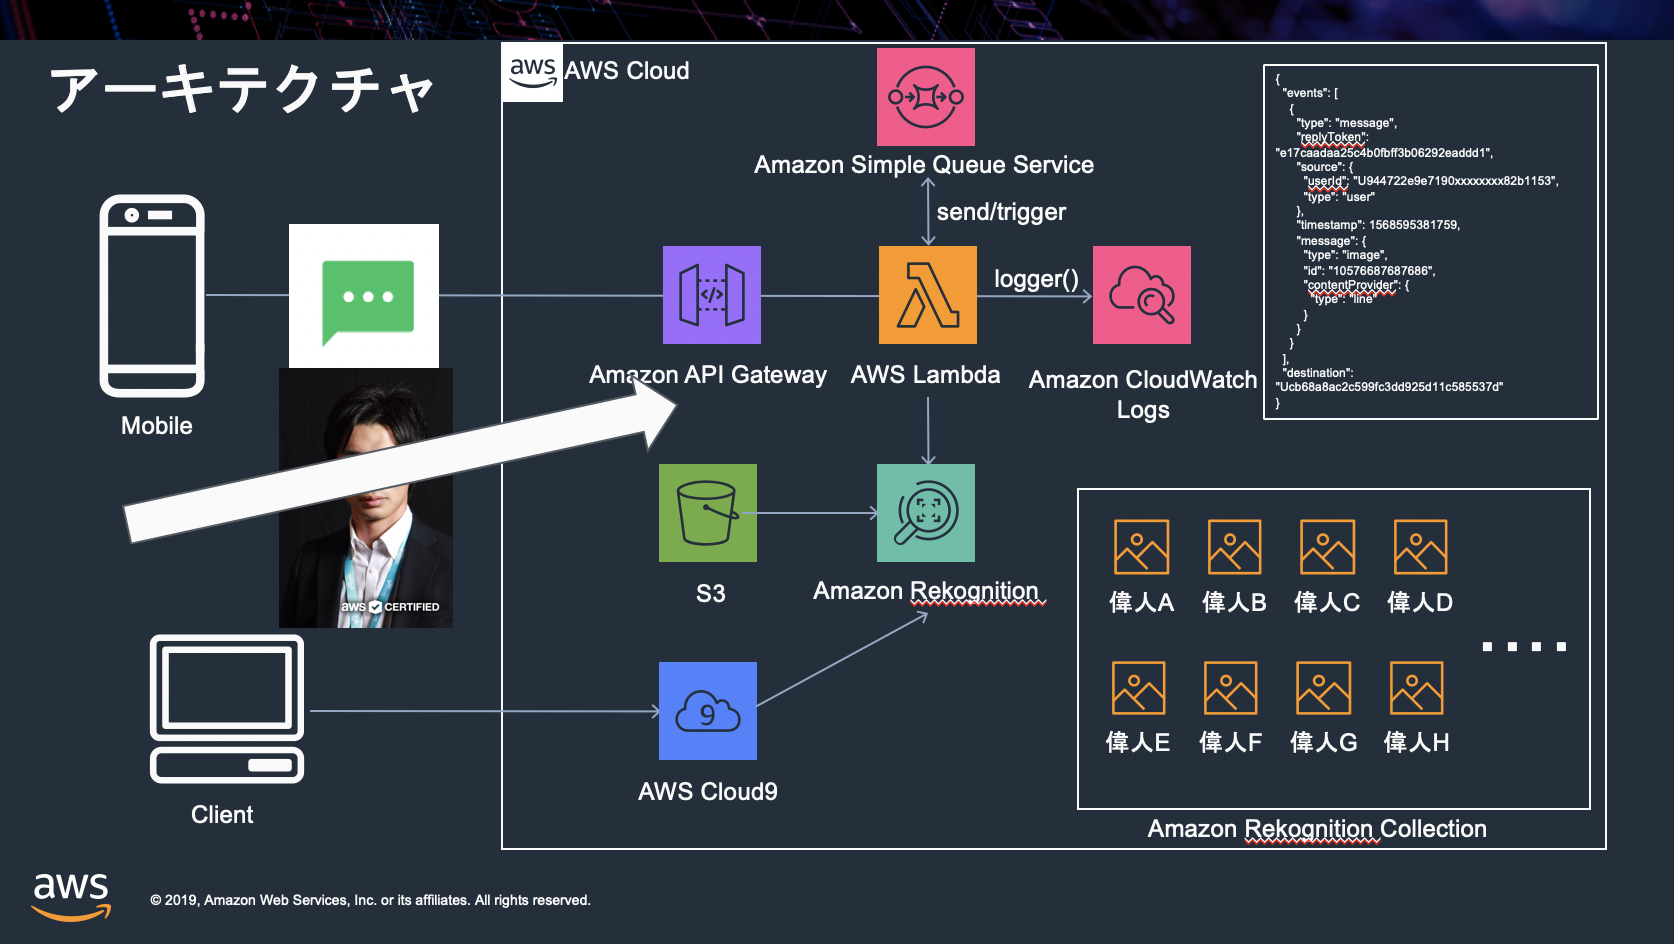 アーキテクチャ
aws
AWS Cloud
Amazon Simple Queue Service
send/trigger
logger()
Amazon API Gateway
AWS Lambda
Amazon CloudWatch
Logs
Mobile
aws CERTIFIED
S3
Amazon Rekognition
9
AWS Cloud9
Client
{
"events": [
{
"type": "message",
"replyToken":
"e17caadaa25c4b0fbff3b06292eaddd1",
"source": {
"userId": "U944722e9e7190xxxxxxxx82b1153",
"type": "user"
},
"timestamp": 1568595381759,
"message": {
"type": "image",
"id": "10576687687686",
"contentProvider": {
"type": "line"
}
}
}
],
"destination":
"Ucb68a8ac2c599fc3dd925d11c585537d"
}
偉人A 偉人B 偉人C 偉人D
偉人E 偉人F 偉人G 偉人H
Amazon Rekognition Collection
aws
© 2019, Amazon Web Services, Inc. or its affiliates. All rights reserved.